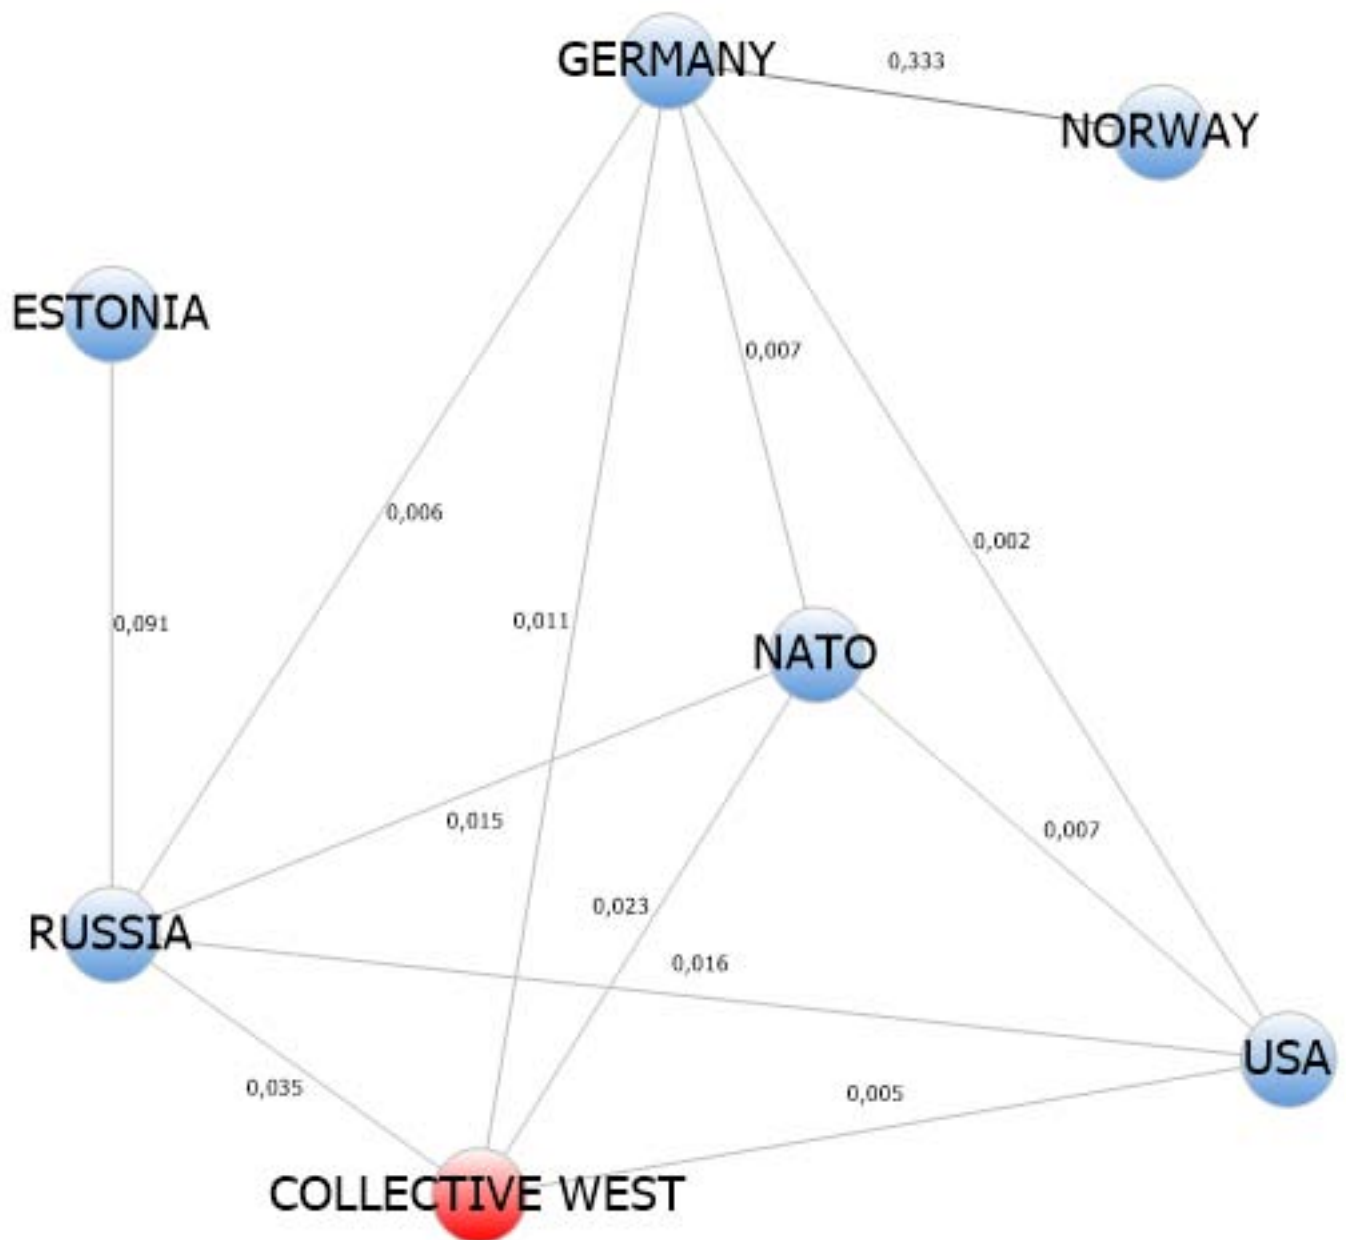 GERMANY
0,333
NORWAY
ESTONIA
0,007
0,006
0,002
0,011
0,091
NATO
0,015
0,007
0,023
RUSSIA
0,016
USA
0,035
0,005
COLLECTIVE WEST